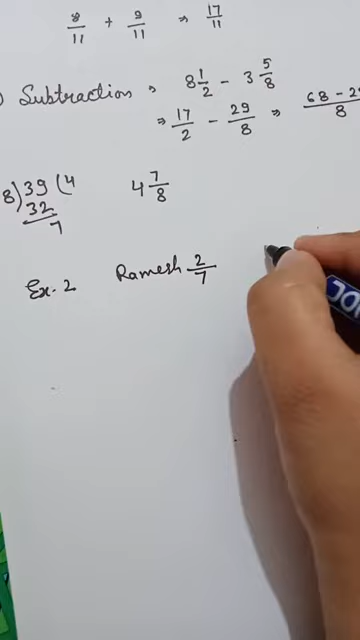 8/11 + 9/11 ⇒ 17/11
Subtraction ⇒ 8 1/2 - 3 5/8
⇒ 17/2 - 29/8 ⇒ 68 - 2 / 8
8)39(4
32
7
4 7/8
Ex. 2 Ramesh 2/7